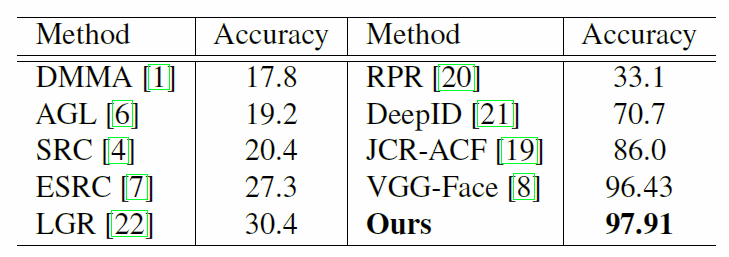 Method Accuracy Method Accuracy
DMMA [1] 17.8 RPR [20] 33.1
AGL [6] 19.2 DeepID [21] 70.7
SRC [4] 20.4 JCR-ACF [19] 86.0
ESRC [7] 27.3 VGG-Face [8] 96.43
LGR [22] 30.4 Ours 97.91